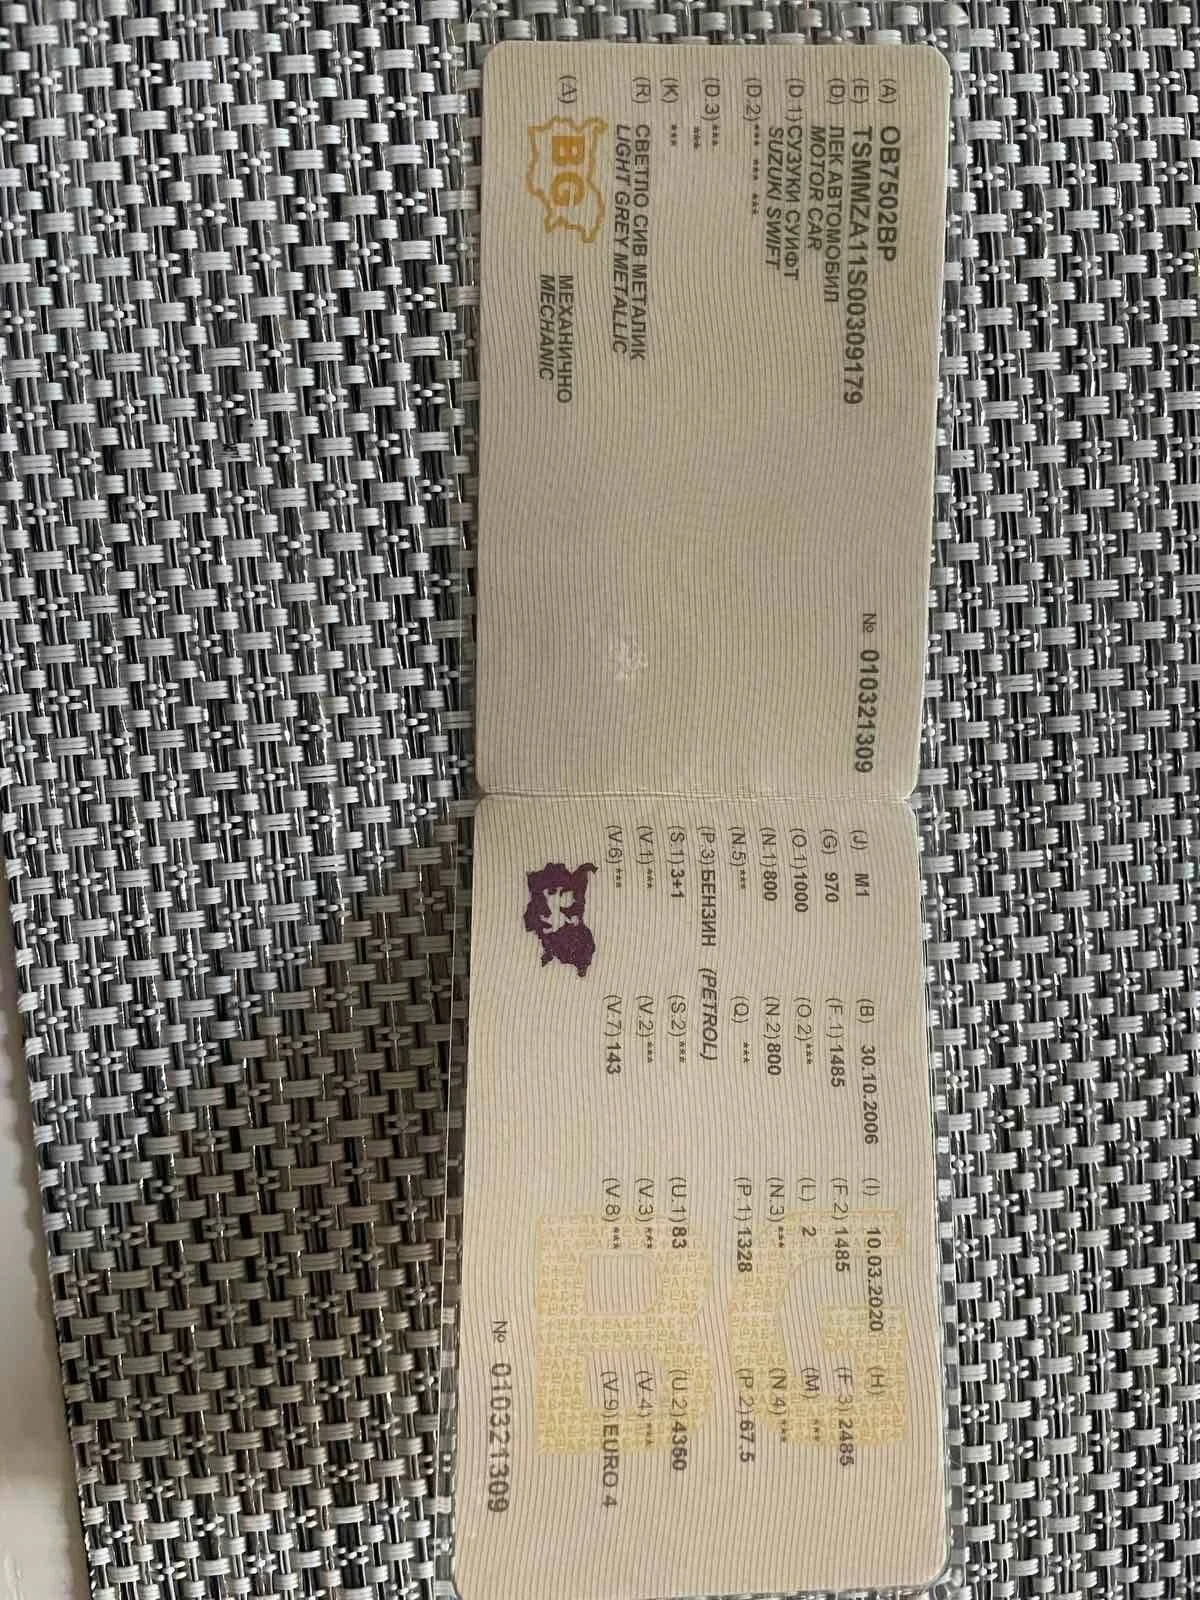 (A) ОВ7502ВР
(E) TSMMZA11S00309179
№ 010321309
(D) ЛЕК АВТОМОБИЛ
MOTOR CAR
(D.1)СУЗУКИ СУИФТ
SUZUKI SWIFT
(D.2)*** *** ***
(D.3)***
***
(K) ***
(R) СВЕТЛО СИВ МЕТАЛИК
LIGHT GREY METALLIC
(A) МЕХАНИЧНО
MECHANIC
BG
(J) M1 (B) 30.10.2006 (I) 10.03.2020 (H)
(G) 970 (F.1)1485 (F.2)1485 (F.3)2485
(O.1)1000 (O.2)*** (L) 2 (M) ***
(N.1)800 (N.2)800 (N.3)*** (N.4)***
(N.5)*** (Q) *** (P.1)1328 (P.2)67.5
(P.3)БЕНЗИН (PETROL)
(S.1)3+1 (S.2)*** (U.1)83 (U.2)4350
(V.1)*** (V.2)*** (V.3)*** (V.4)***
(V.6)*** (V.7)143 (V.8)*** (V.9)EURO 4
№ 010321309
BG